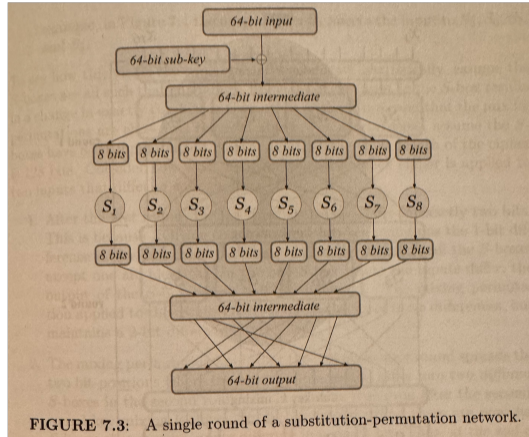 64-bit input
64-bit sub-key
64-bit intermediate
8 bits 8 bits 8 bits 8 bits 8 bits 8 bits 8 bits 8 bits
S1 S2 S3 S4 S5 S6 S7 S8
8 bits 8 bits 8 bits 8 bits 8 bits 8 bits 8 bits 8 bits
64-bit intermediate
64-bit output
FIGURE 7.3: A single round of a substitution-permutation network.